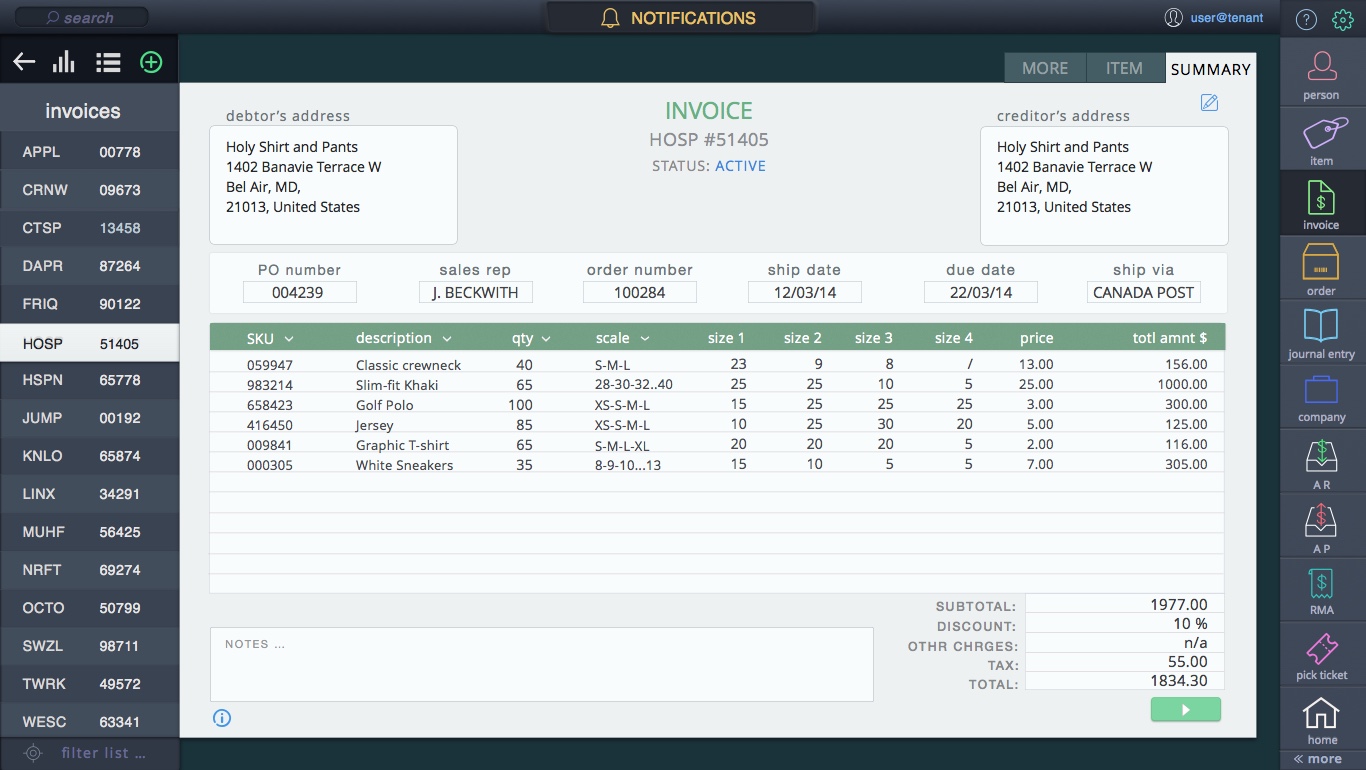 search
NOTIFICATIONS
user@tenant
?
invoices
APPL 00778
CRNW 09673
CTSP 13458
DAPR 87264
FRIQ 90122
HOSP 51405
HSPN 65778
JUMP 00192
KNLO 65874
LINX 34291
MUHF 56425
NRFT 69274
OCTO 50799
SWZL 98711
TWRK 49572
WESC 63341
filter list ...
MORE ITEM SUMMARY
debtor's address
Holy Shirt and Pants
1402 Banavie Terrace W
Bel Air, MD,
21013, United States
INVOICE
HOSP #51405
STATUS: ACTIVE
creditor's address
Holy Shirt and Pants
1402 Banavie Terrace W
Bel Air, MD,
21013, United States
PO number sales rep order number ship date due date ship via
004239 J. BECKWITH 100284 12/03/14 22/03/14 CANADA POST
SKU description qty scale size 1 size 2 size 3 size 4 price totl amnt $
059947 Classic crewneck 40 S-M-L 23 9 8 / 13.00 156.00
983214 Slim-fit Khaki 65 28-30-32..40 25 25 10 5 25.00 1000.00
658423 Golf Polo 100 XS-S-M-L 15 25 25 25 3.00 300.00
416450 Jersey 85 XS-S-M-L 10 25 30 20 5.00 125.00
009841 Graphic T-shirt 65 S-M-L-XL 20 20 20 5 2.00 116.00
000305 White Sneakers 35 8-9-10...13 15 10 5 5 7.00 305.00
SUBTOTAL: 1977.00
DISCOUNT: 10 %
OTHR CHRGES: n/a
TAX: 55.00
TOTAL: 1834.30
NOTES ...
i
person
item
$
invoice
order
journal entry
company
$
A R
$
A P
$
RMA
pick ticket
home
« more